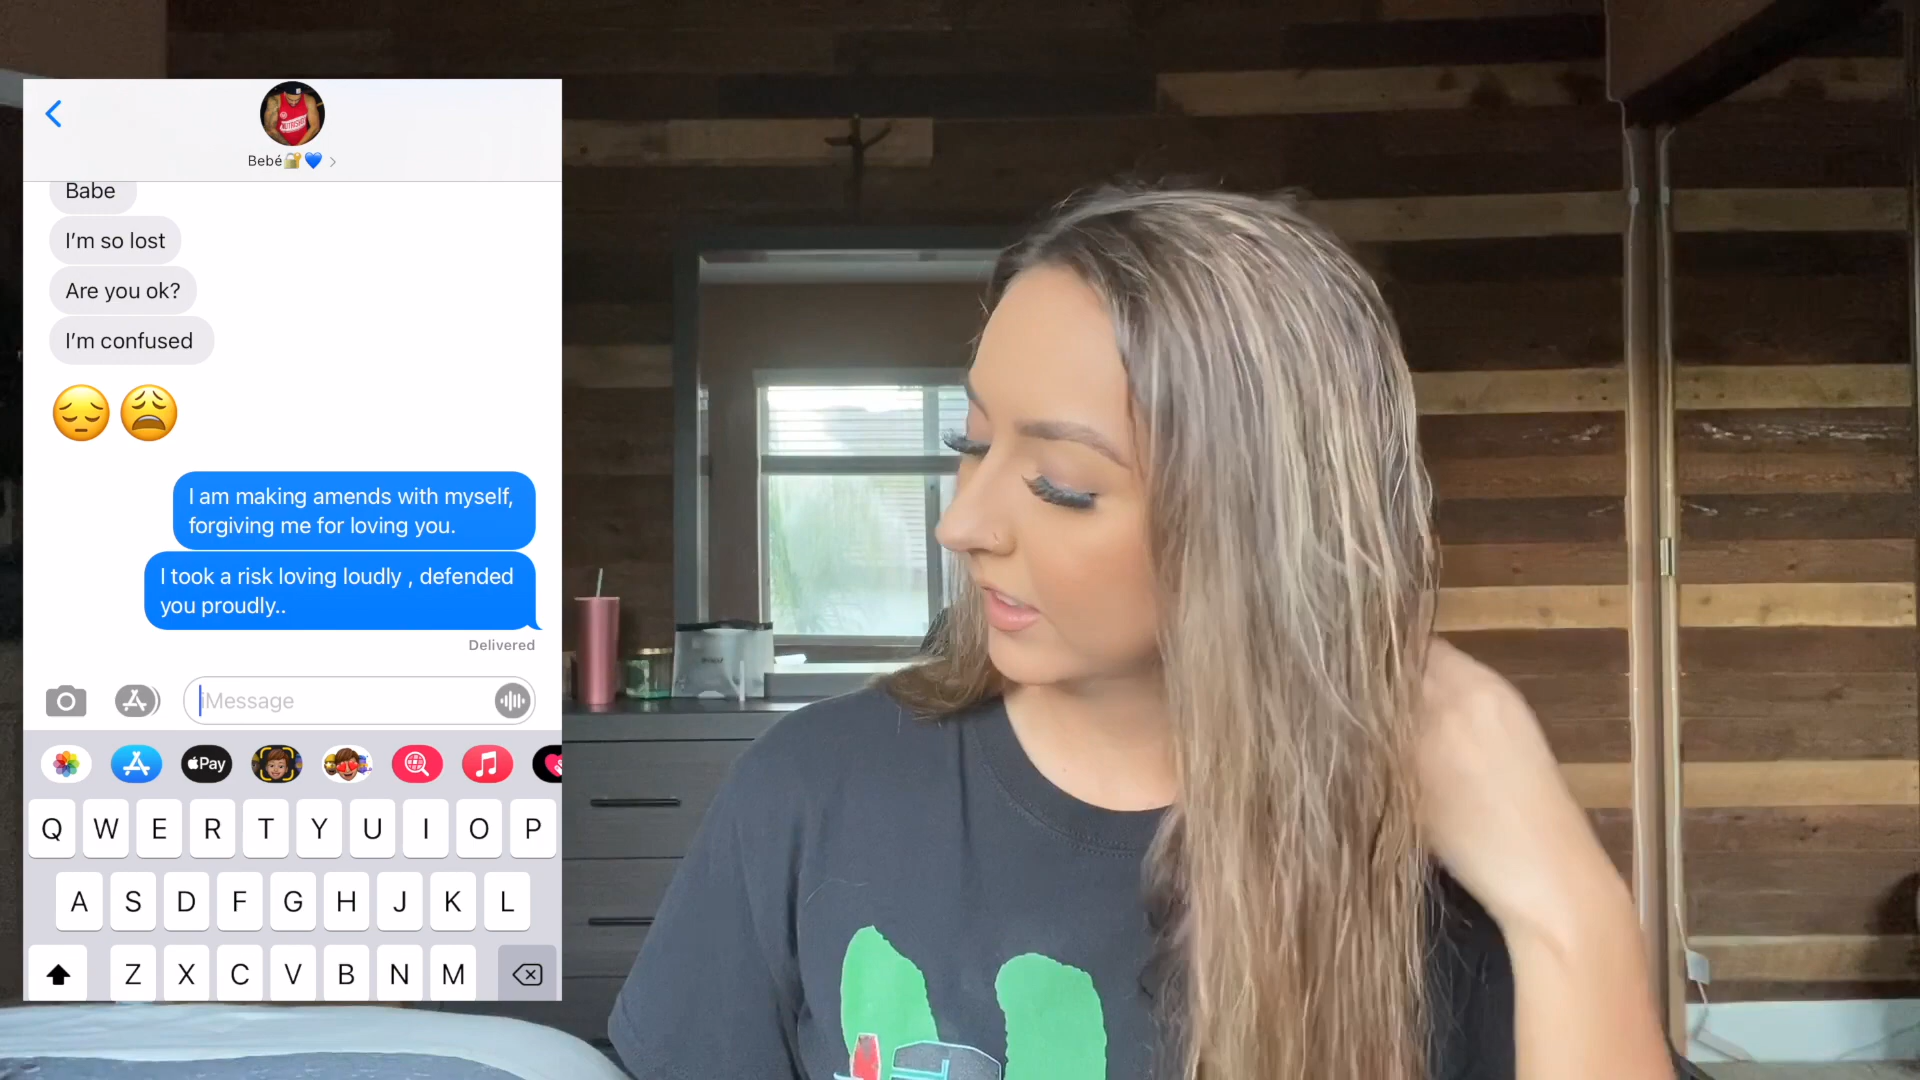 Bebé🔐💙 >
Babe
I'm so lost
Are you ok?
I'm confused
😔😩
I am making amends with myself,
forgiving me for loving you.
I took a risk loving loudly , defended
you proudly..
Delivered
iMessage
Pay
Q W E R T Y U I O P
A S D F G H J K L
Z X C V B N M